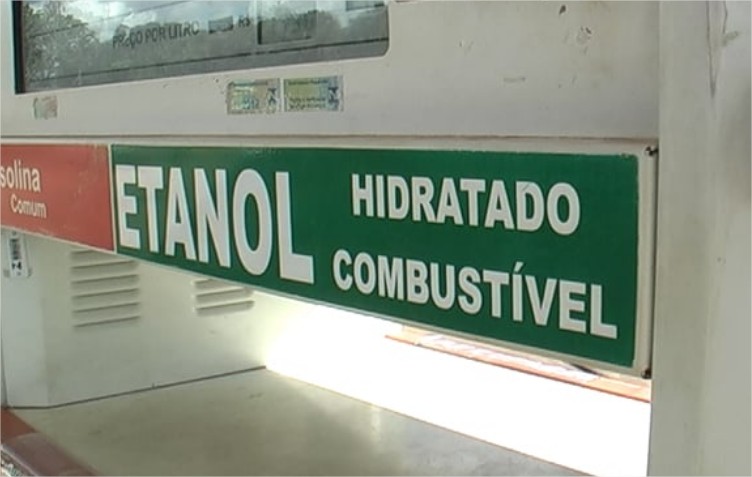 PREÇO POR LITRO R$
solina
Comum
ETANOL
HIDRATADO
COMBUSTÍVEL